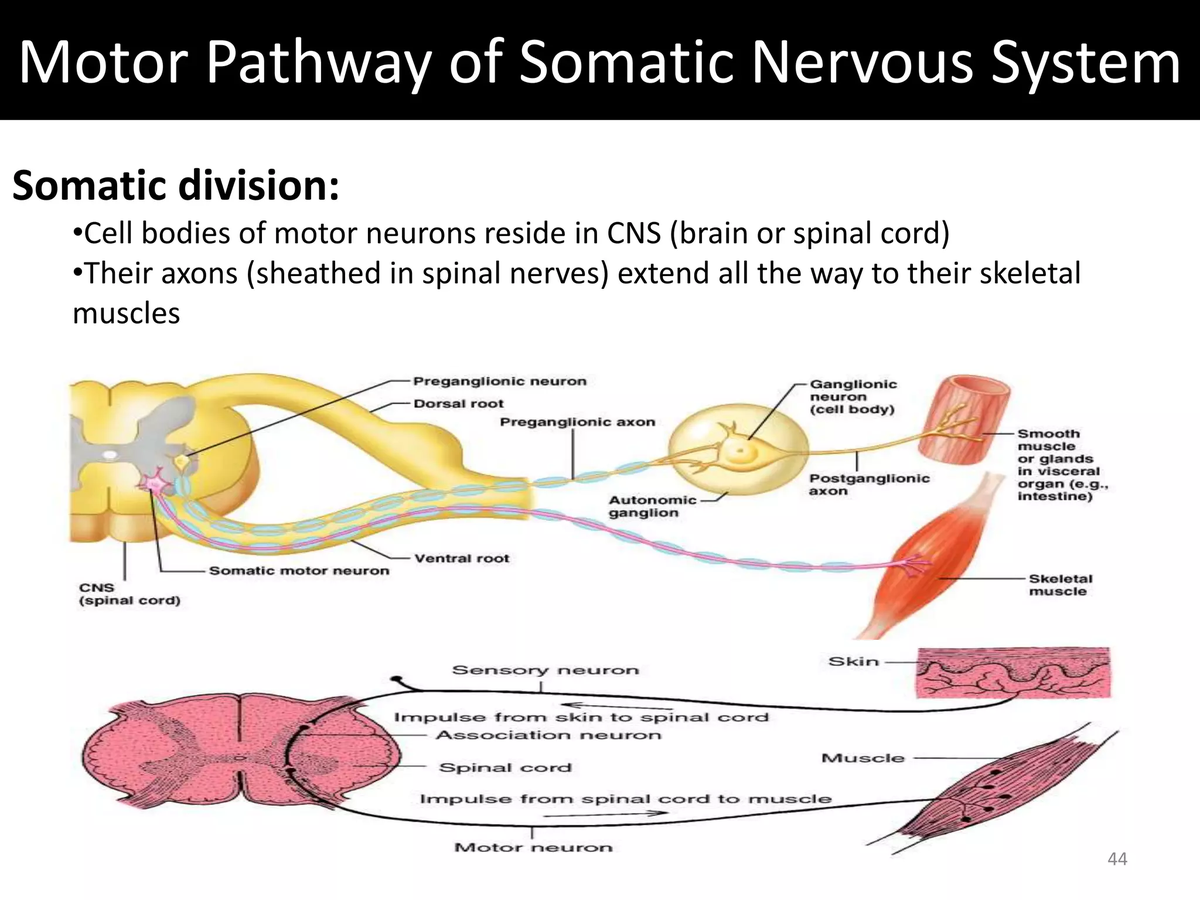 Motor Pathway of Somatic Nervous System
Somatic division:
•Cell bodies of motor neurons reside in CNS (brain or spinal cord)
•Their axons (sheathed in spinal nerves) extend all the way to their skeletal
muscles
Preganglionic neuron
Dorsal root
Preganglionic axon
Ganglionic
neuron
(cell body)
Smooth
muscle
or glands
in visceral
organ (e.g.,
intestine)
Postganglionic
axon
Autonomic
ganglion
Ventral root
Somatic motor neuron
CNS
(spinal cord)
Skeletal
muscle
Sensory neuron
Skin
Impulse from skin to spinal cord
Association neuron
Spinal cord
Muscle
Impulse from spinal cord to muscle
Motor neuron
44